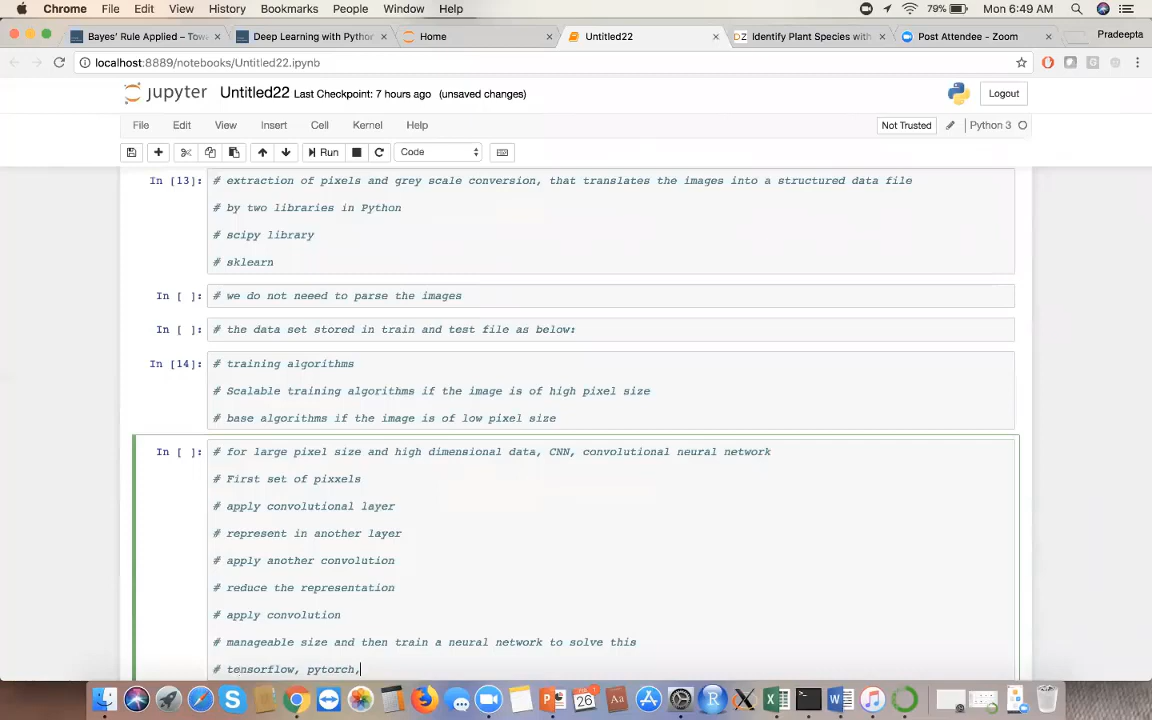 Chrome File Edit View History Bookmarks People Window Help 79% Mon 6:49 AM
Bayes' Rule Applied – Tow Deep Learning with Python Home Untitled22 Identify Plant Species with Post Attendee - Zoom Pradeepta
localhost:8889/notebooks/Untitled22.ipynb
jupyter Untitled22 Last Checkpoint: 7 hours ago (unsaved changes) Logout
File Edit View Insert Cell Kernel Help Not Trusted Python 3
Run Code
In [13]: # extraction of pixels and grey scale conversion, that translates the images into a structured data file
# by two libraries in Python
# scipy library
# sklearn
In [ ]: # we do not neeed to parse the images
In [ ]: # the data set stored in train and test file as below:
In [14]: # training algorithms
# Scalable training algorithms if the image is of high pixel size
# base algorithms if the image is of low pixel size
In [ ]: # for large pixel size and high dimensional data, CNN, convolutional neural network
# First set of pixxels
# apply convolutional layer
# represent in another layer
# apply another convolution
# reduce the representation
# apply convolution
# manageable size and then train a neural network to solve this
# tensorflow, pytorch,